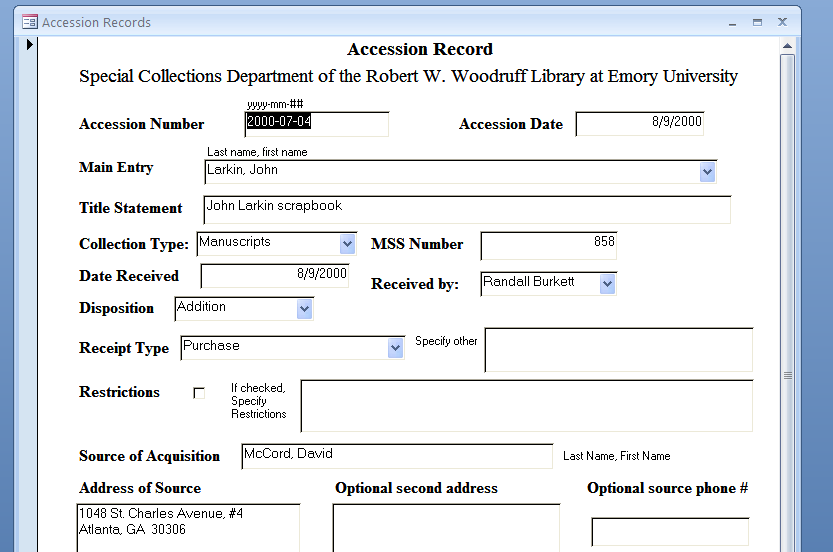 Accession Records
Accession Record
Special Collections Department of the Robert W. Woodruff Library at Emory University
yyyy-mm-##
Accession Number 2000-07-04 Accession Date 8/9/2000
Last name, first name
Main Entry Larkin, John
Title Statement John Larkin scrapbook
Collection Type: Manuscripts MSS Number 858
Date Received 8/9/2000
Received by: Randall Burkett
Disposition Addition
Receipt Type Purchase Specify other
Restrictions If checked,
Specify
Restrictions
Source of Acquisition McCord, David Last Name, First Name
Address of Source Optional second address Optional source phone #
1048 St. Charles Avenue, #4
Atlanta, GA 30306